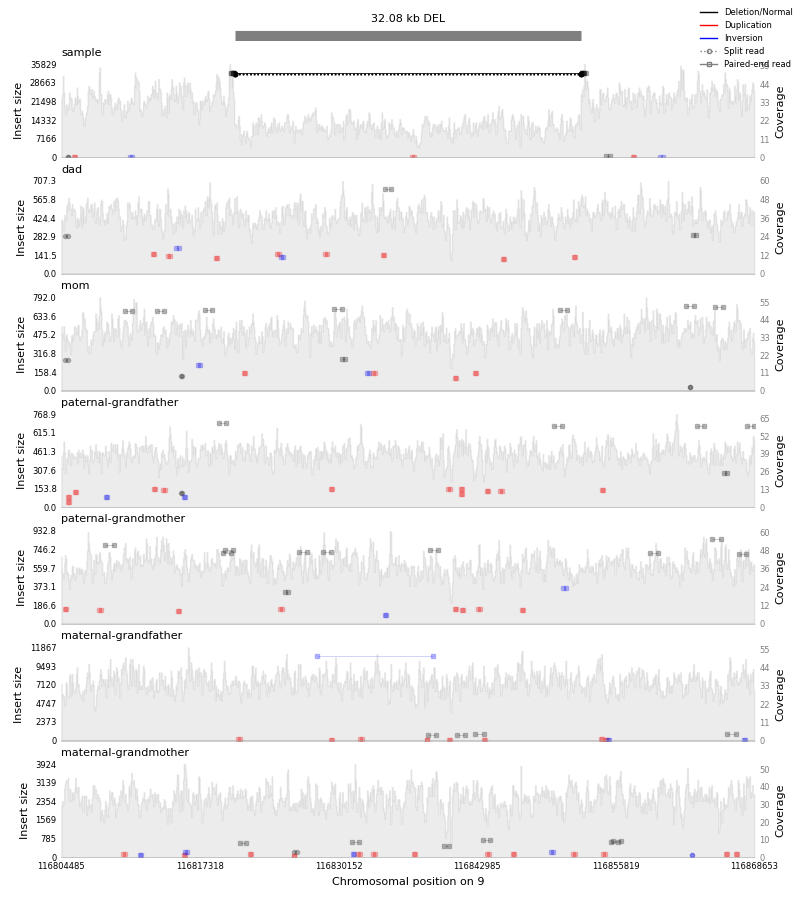 32.08 kb DEL
Deletion/Normal
Duplication
Inversion
Split read
Paired-end read
sample
35829
28663
21498
14332
7166
0
Insert size
44
33
22
11
0
Coverage
dad
707.3
565.8
424.4
282.9
141.5
0.0
Insert size
60
48
36
24
12
0
Coverage
mom
792.0
633.6
475.2
316.8
158.4
0.0
Insert size
55
44
33
22
11
0
Coverage
paternal-grandfather
768.9
615.1
461.3
307.6
153.8
0.0
Insert size
65
52
39
26
13
0
Coverage
paternal-grandmother
932.8
746.2
559.7
373.1
186.6
0.0
Insert size
60
48
36
24
12
0
Coverage
maternal-grandfather
11867
9493
7120
4747
2373
0
Insert size
55
44
33
22
11
0
Coverage
maternal-grandmother
3924
3139
2354
1569
785
0
Insert size
50
40
30
20
10
0
Coverage
116804485 116817318 116830152 116842985 116855819 116868653
Chromosomal position on 9